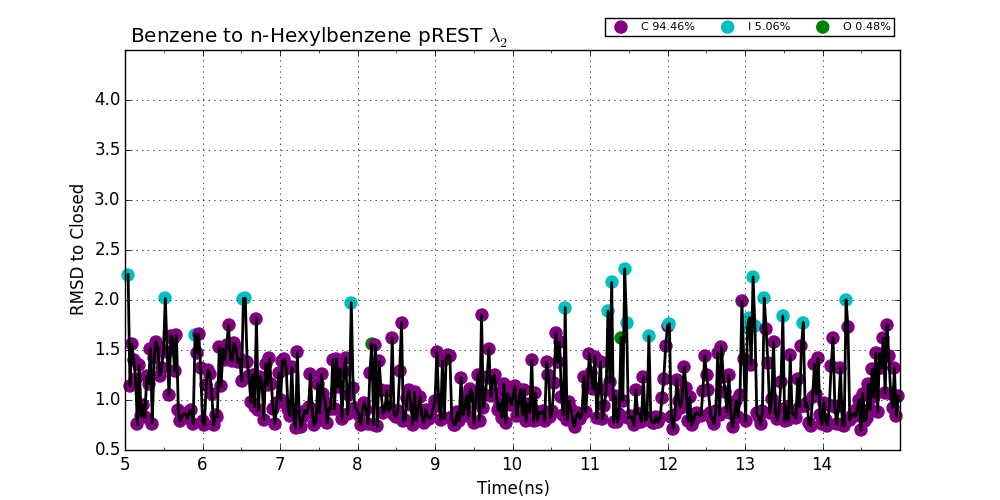 C 94.46% I 5.06% O 0.48%
Benzene to n-Hexylbenzene pREST λ₂
RMSD to Closed
4.0
3.5
3.0
2.5
2.0
1.5
1.0
0.5
5 6 7 8 9 10 11 12 13 14
Time(ns)